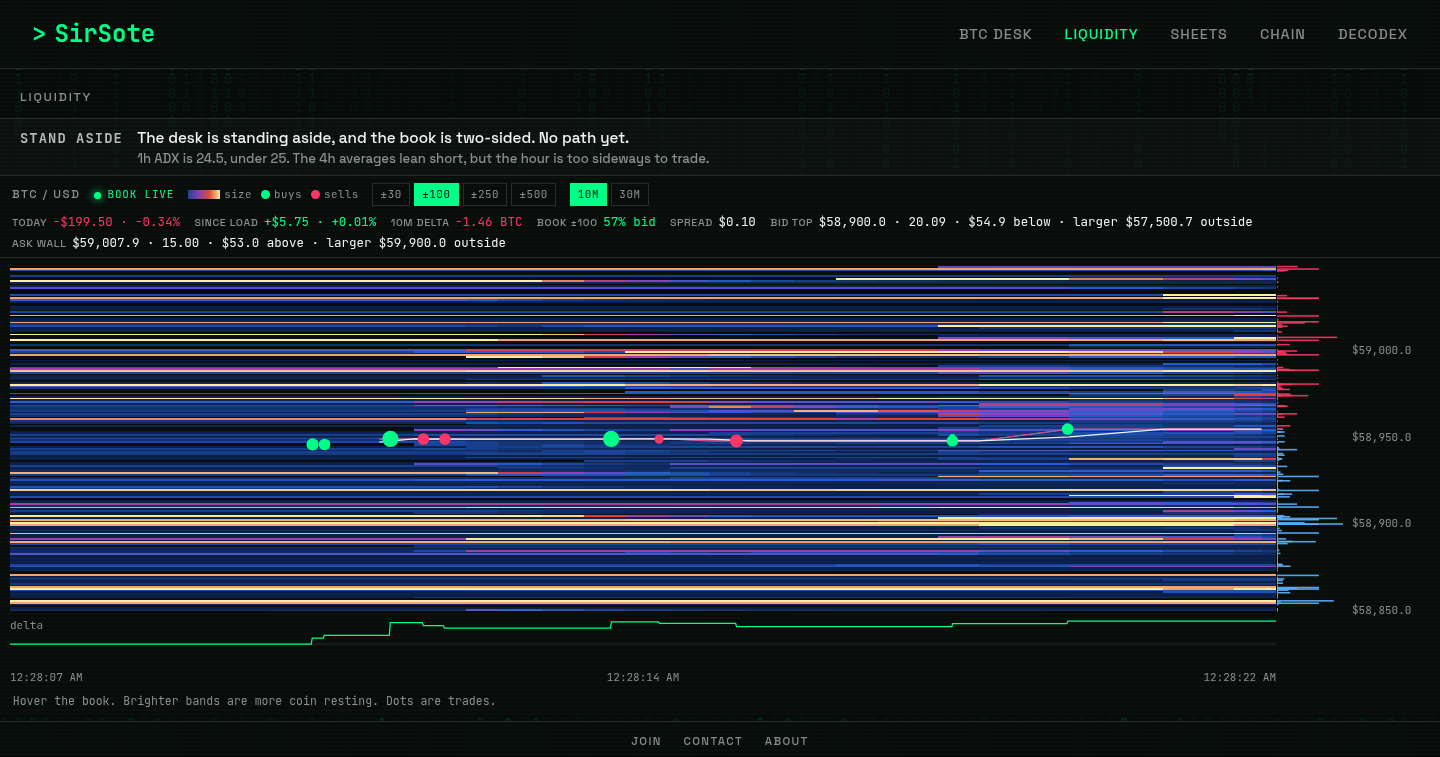 > SirSote
BTC DESK LIQUIDITY SHEETS CHAIN DECODEX
LIQUIDITY
STAND ASIDE The desk is standing aside, and the book is two-sided. No path yet.
1h ADX is 24.5, under 25. The 4h averages lean short, but the hour is too sideways to trade.
BTC / USD BOOK LIVE size buys sells ±30 ±100 ±250 ±500 10M 30M
TODAY -$199.50 · -0.34% SINCE LOAD +$5.75 · +0.01% 10M DELTA -1.46 BTC BOOK ±100 57% bid SPREAD $0.10 BID TOP $58,900.0 · 20.09 · $54.9 below · larger $57,500.7 outside
ASK WALL $59,007.9 · 15.00 · $53.0 above · larger $59,900.0 outside
$59,000.0
$58,950.0
$58,900.0
$58,850.0
delta
12:28:07 AM 12:28:14 AM 12:28:22 AM
Hover the book. Brighter bands are more coin resting. Dots are trades.
JOIN CONTACT ABOUT